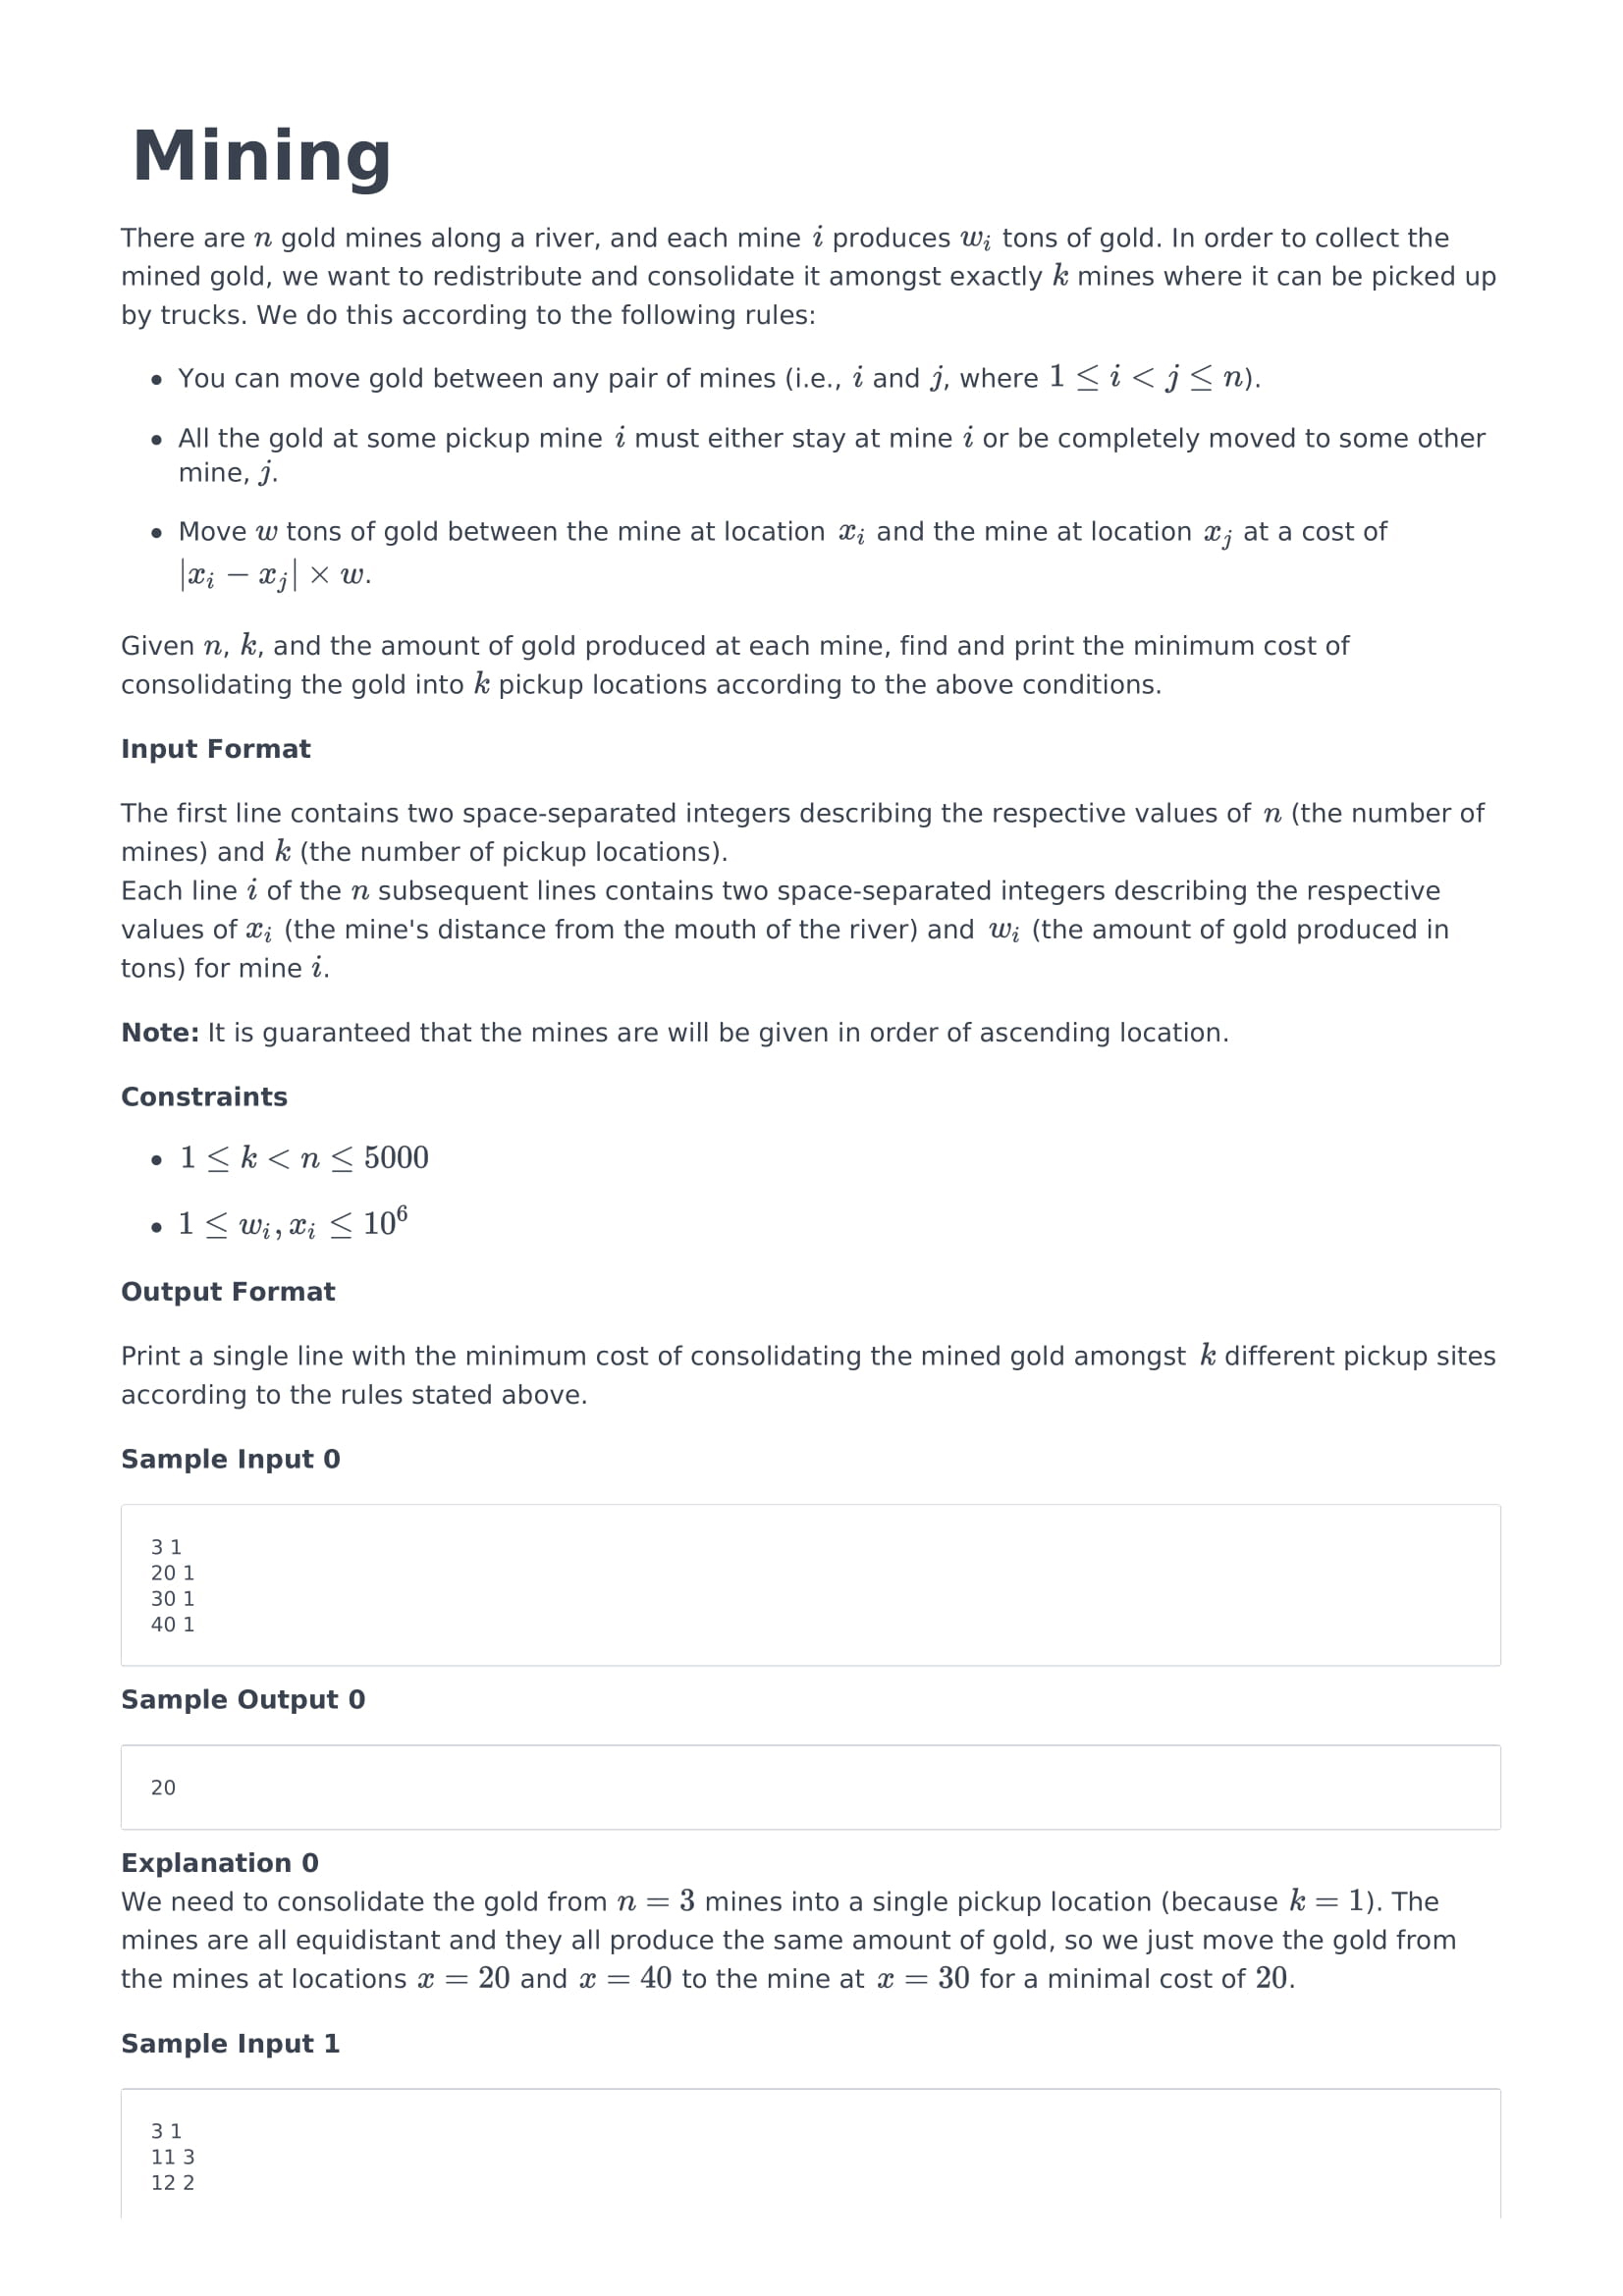 Mining
There are n gold mines along a river, and each mine i produces w_i tons of gold. In order to collect the
mined gold, we want to redistribute and consolidate it amongst exactly k mines where it can be picked up
by trucks. We do this according to the following rules:
• You can move gold between any pair of mines (i.e., i and j, where 1 ≤ i < j ≤ n).
• All the gold at some pickup mine i must either stay at mine i or be completely moved to some other
mine, j.
• Move w tons of gold between the mine at location x_i and the mine at location x_j at a cost of
|x_i − x_j| × w.
Given n, k, and the amount of gold produced at each mine, find and print the minimum cost of
consolidating the gold into k pickup locations according to the above conditions.
Input Format
The first line contains two space-separated integers describing the respective values of n (the number of
mines) and k (the number of pickup locations).
Each line i of the n subsequent lines contains two space-separated integers describing the respective
values of x_i (the mine's distance from the mouth of the river) and w_i (the amount of gold produced in
tons) for mine i.
Note: It is guaranteed that the mines are will be given in order of ascending location.
Constraints
• 1 ≤ k < n ≤ 5000
• 1 ≤ w_i, x_i ≤ 10^6
Output Format
Print a single line with the minimum cost of consolidating the mined gold amongst k different pickup sites
according to the rules stated above.
Sample Input 0
3 1
20 1
30 1
40 1
Sample Output 0
20
Explanation 0
We need to consolidate the gold from n = 3 mines into a single pickup location (because k = 1). The
mines are all equidistant and they all produce the same amount of gold, so we just move the gold from
the mines at locations x = 20 and x = 40 to the mine at x = 30 for a minimal cost of 20.
Sample Input 1
3 1
11 3
12 2